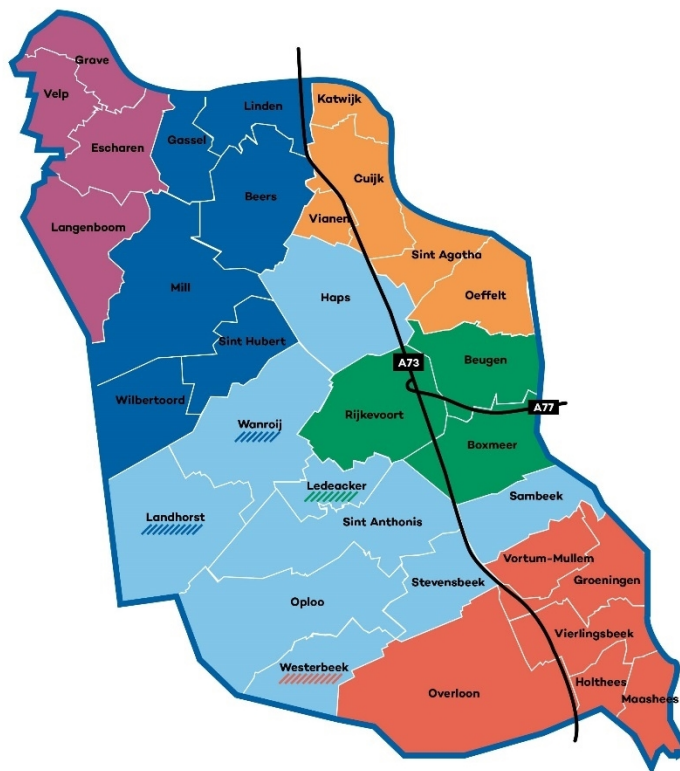 Grave
Velp
Linden
Katwijk
Gassel
Escharen
Cuijk
Beers
Vianen
Langenboom
Sint Agatha
Mill
Haps
Oeffelt
Sint Hubert
A73
Beugen
Wilbertoord
Rijkevoort
A77
Wanroij
Boxmeer
Ledeacker
Sambeek
Landhorst
Sint Anthonis
Vortum-Mullem
Stevensbeek
Groeningen
Oploo
Vierlingsbeek
Westerbeek
Holthees
Overloon
Maashees